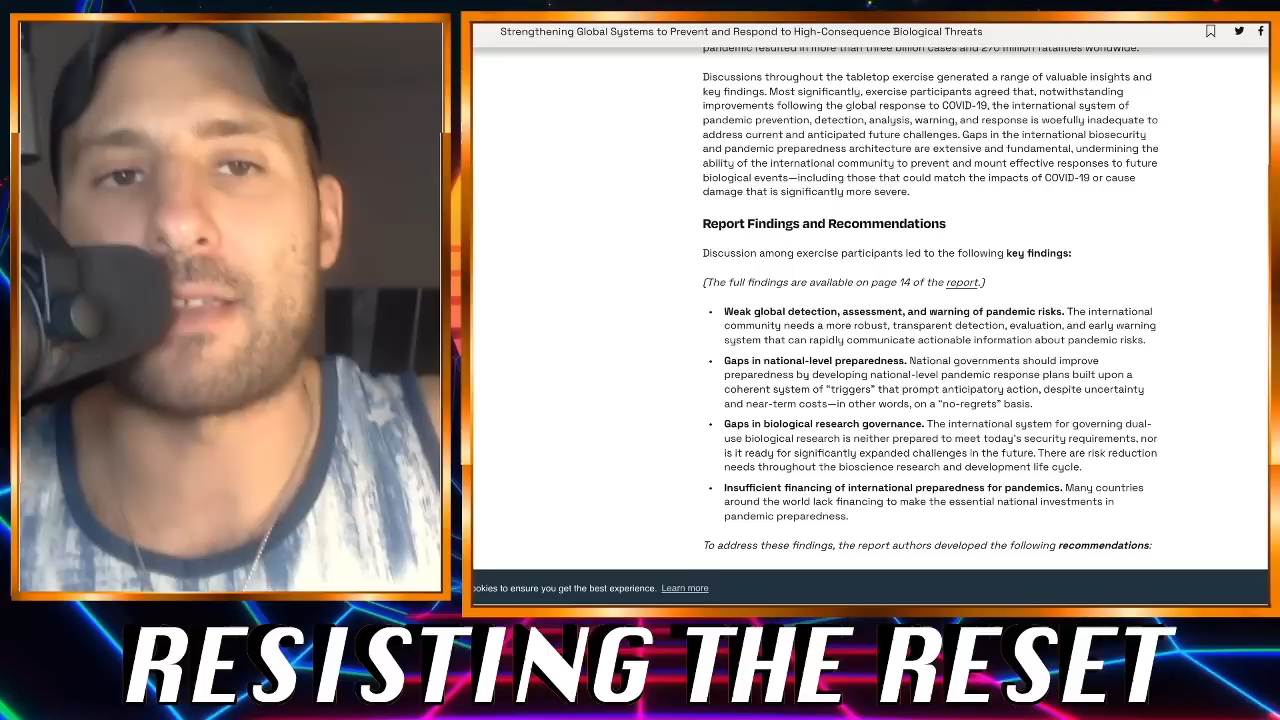 Strengthening Global Systems to Prevent and Respond to High-Consequence Biological Threats
pandemic resulted in more than three billion cases and 270 million fatalities worldwide.
Discussions throughout the tabletop exercise generated a range of valuable insights and
key findings. Most significantly, exercise participants agreed that, notwithstanding
improvements following the global response to COVID-19, the international system of
pandemic prevention, detection, analysis, warning, and response is woefully inadequate to
address current and anticipated future challenges. Gaps in the international biosecurity
and pandemic preparedness architecture are extensive and fundamental, undermining the
ability of the international community to prevent and mount effective responses to future
biological events—including those that could match the impacts of COVID-19 or cause
damage that is significantly more severe.
Report Findings and Recommendations
Discussion among exercise participants led to the following key findings:
(The full findings are available on page 14 of the report.)
• Weak global detection, assessment, and warning of pandemic risks. The international
community needs a more robust, transparent detection, evaluation, and early warning
system that can rapidly communicate actionable information about pandemic risks.
• Gaps in national-level preparedness. National governments should improve
preparedness by developing national-level pandemic response plans built upon a
coherent system of “triggers” that prompt anticipatory action, despite uncertainty
and near-term costs—in other words, on a “no-regrets” basis.
• Gaps in biological research governance. The international system for governing dual-
use biological research is neither prepared to meet today’s security requirements, nor
is it ready for significantly expanded challenges in the future. There are risk reduction
needs throughout the bioscience research and development life cycle.
• Insufficient financing of international preparedness for pandemics. Many countries
around the world lack financing to make the essential national investments in
pandemic preparedness.
To address these findings, the report authors developed the following recommendations:
ookies to ensure you get the best experience. Learn more
RESISTING THE RESET